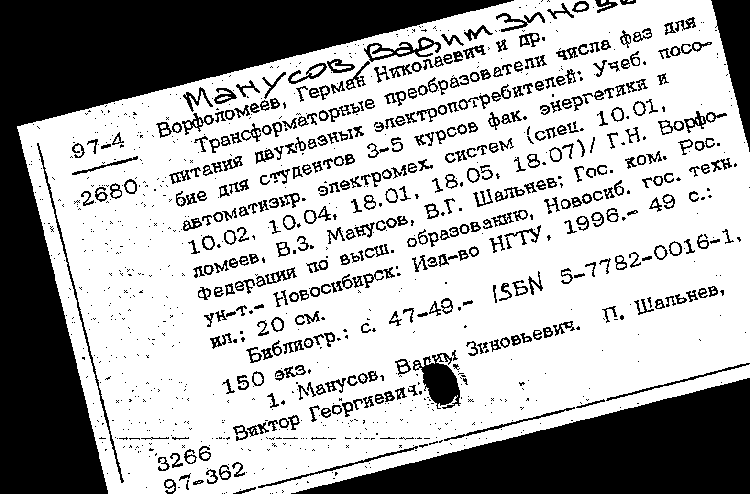 Манусов, Вадим Зинов
97-4
2680
Ворфоломеев, Герман Николаевич и др.
Трансформаторные преобразователи числа фаз для
питания двухфазных электропотребителей: Учеб. посо-
бие для студентов 3-5 курсов фак. энергетики и
автоматизир. электромех. систем (спец. 10.01,
10.02, 10.04, 18.01, 18.05, 18.07)/ Г.Н. Ворфо-
ломеев, В.З. Манусов, В.Г. Шальнев; Гос. ком. Рос.
Федерации по высш. образованию, Новосиб. гос. техн.
ун-т.- Новосибирск: Изд-во НГТУ, 1996.- 49 с.:
ил.; 20 см.
Библиогр.: с. 47-49.- ISBN 5-7782-0016-1,
150 экз.
1. Манусов, Вадим Зиновьевич. П. Шальнев,
Виктор Георгиевич.
3266
97-362